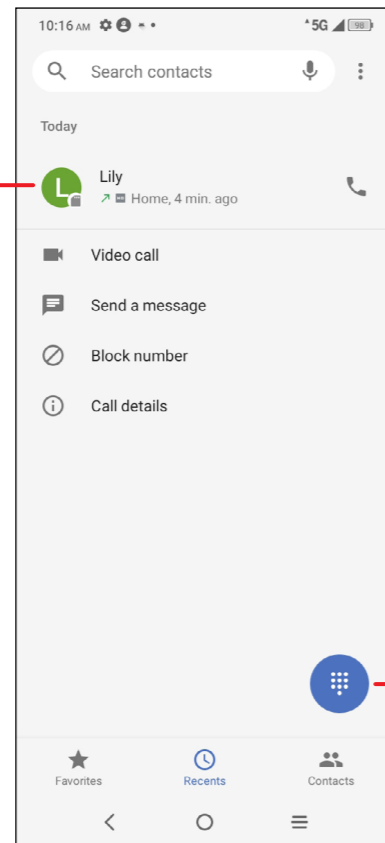 10:16 AM 5G 98
Search contacts
Today
L Lily
Home, 4 min. ago
Video call
Send a message
Block number
Call details
Favorites Recents Contacts